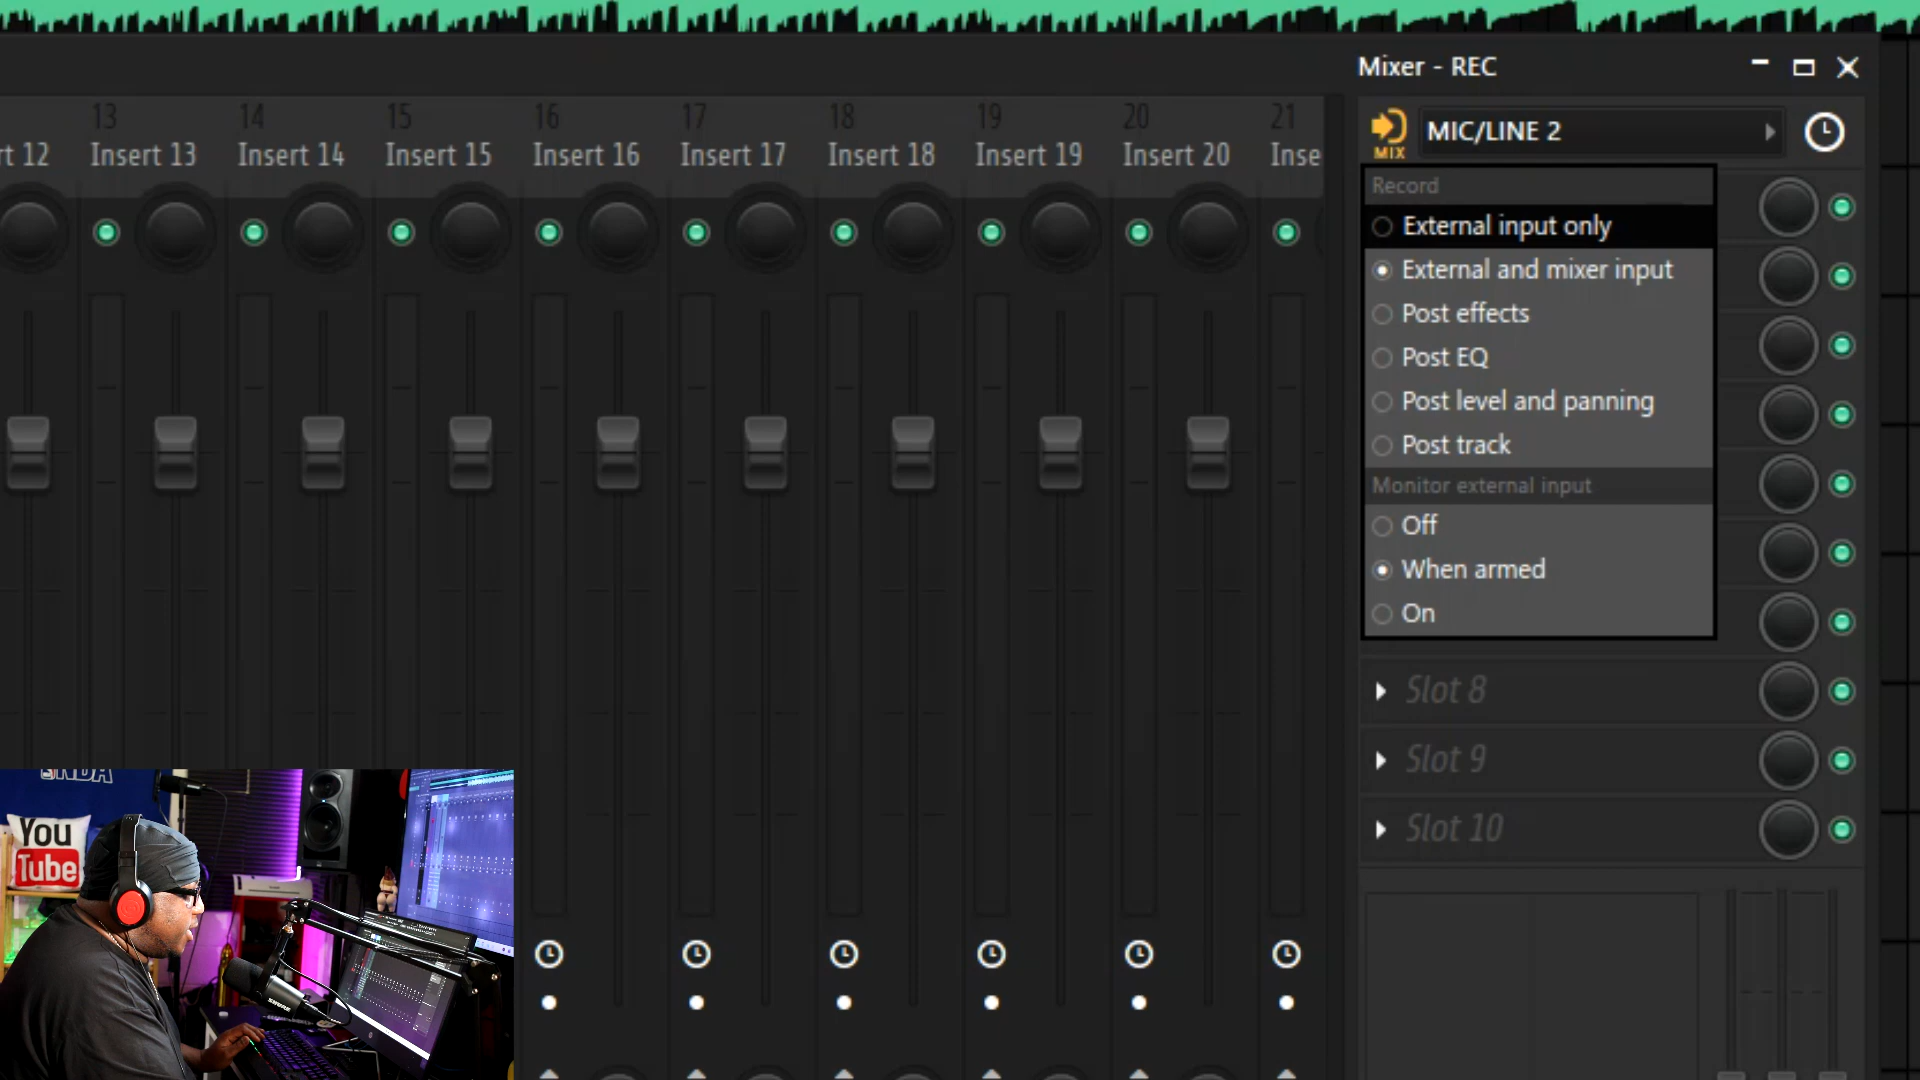 Mixer - REC
13 14 15 16 17 18 19 20 21
rt 12 Insert 13 Insert 14 Insert 15 Insert 16 Insert 17 Insert 18 Insert 19 Insert 20 Inse
MIX
MIC/LINE 2
Record
External input only
External and mixer input
Post effects
Post EQ
Post level and panning
Post track
Monitor external input
Off
When armed
On
Slot 8
Slot 9
Slot 10
You
Tube
SHURE